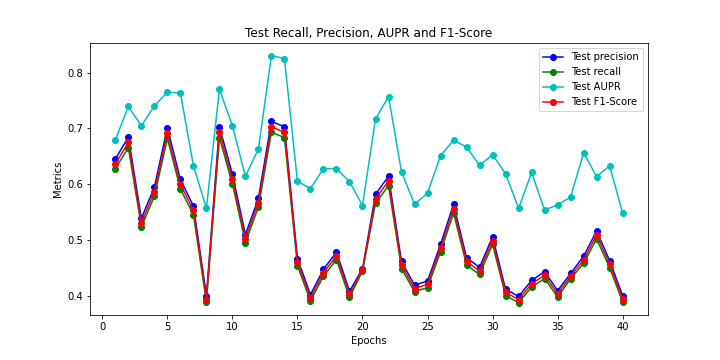 Test Recall, Precision, AUPR and F1-Score
Test precision
Test recall
Test AUPR
Test F1-Score
Metrics
0.8
0.7
0.6
0.5
0.4
0 5 10 15 20 25 30 35 40
Epochs